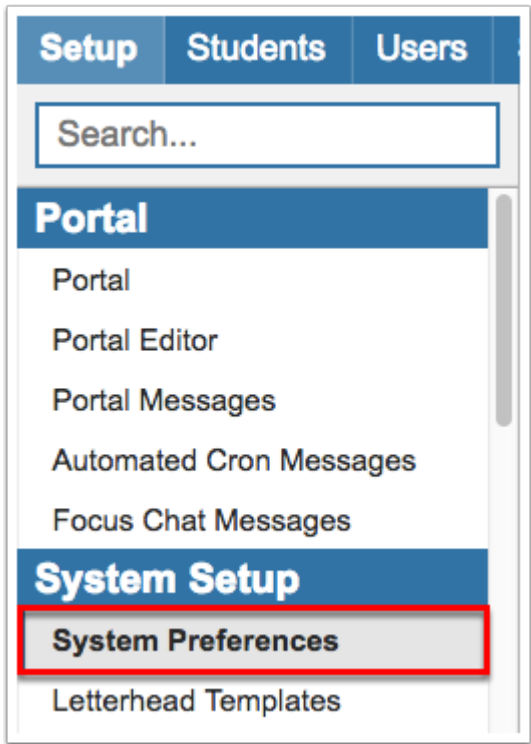 Setup Students Users
Search...
Portal
Portal
Portal Editor
Portal Messages
Automated Cron Messages
Focus Chat Messages
System Setup
System Preferences
Letterhead Templates